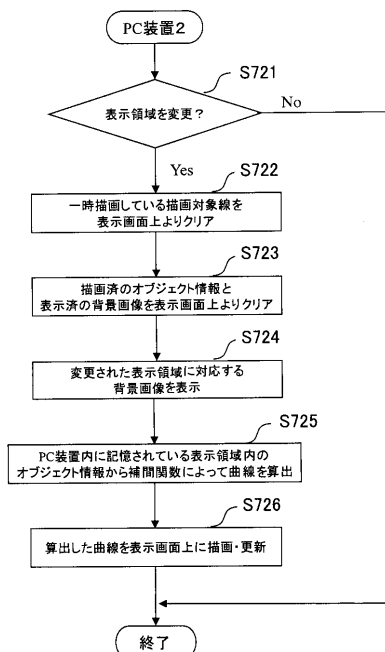 PC装置2
S721
表示領域を変更?
No
Yes
S722
一時描画している描画対象線を
表示画面上よりクリア
S723
描画済のオブジェクト情報と
表示済の背景画像を表示画面上よりクリア
S724
変更された表示領域に対応する
背景画像を表示
S725
PC装置内に記憶されている表示領域内の
オブジェクト情報から補間関数によって曲線を算出
S726
算出した曲線を表示画面上に描画・更新
終了